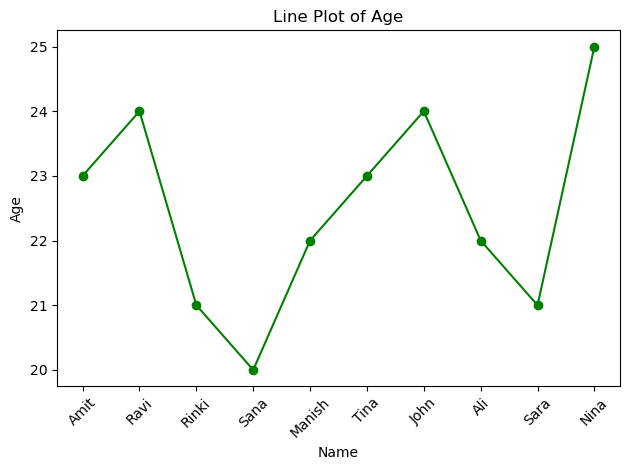 Line Plot of Age
25
24
23
22
21
20
Age
Amit
Ravi
Rinki
Sana
Manish
Tina
John
Ali
Sara
Nina
Name